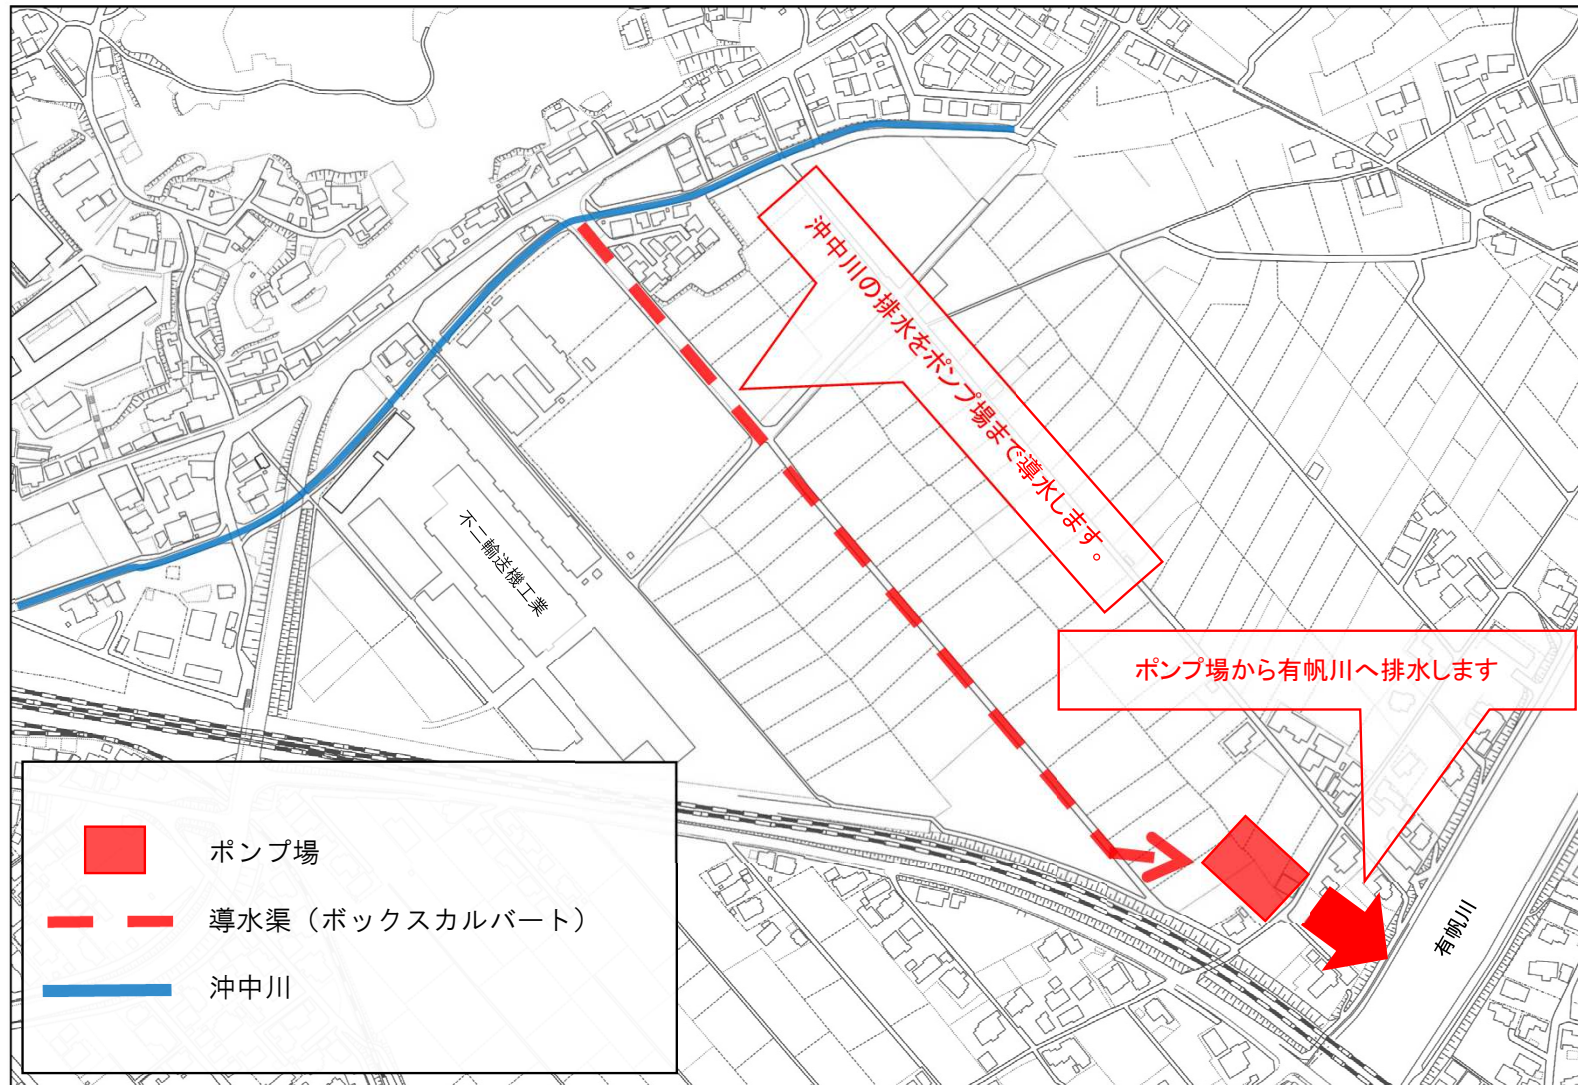 沖中川の排水をポンプ場まで導水します。
不二輸送機工業
ポンプ場から有帆川へ排水します
有帆川
ポンプ場
導水渠（ボックスカルバート）
沖中川